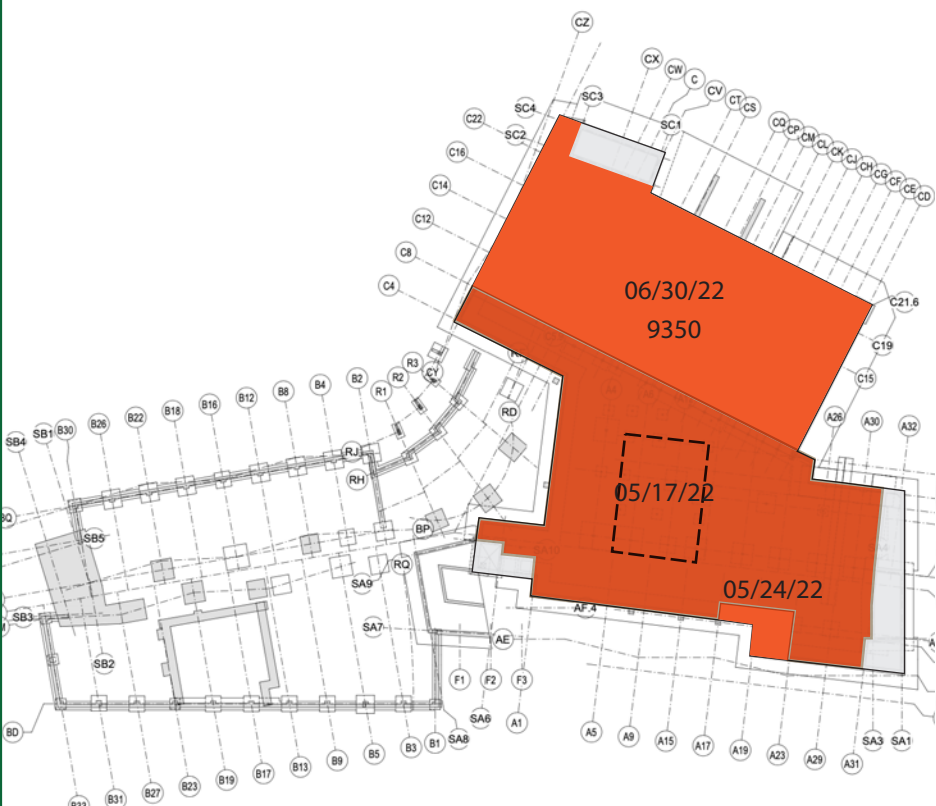 CZ
CX
CW
C
CV
CT
CS
SC3
SC4
SC1
C22
SC2
CQ
CP
CM
CL
CK
CJ
CH
CG
CF
CE
CD
C16
C14
C12
C8
C4
06/30/22
9350
C21.6
C19
C15
R3
R2
R1
CY
B2
B4
B8
B12
B16
B18
B22
B26
B30
SB1
SB4
RD
A26
A30
A32
RJ
RH
05/17/22
BP
SB5
RQ
SA9
SA10
05/24/22
AF.4
SB3
SA7
AE
SB2
F1
F2
F3
SA6
A1
BD
SA8
B1
B3
B5
B9
B13
B17
B19
B23
B27
B31
B33
A5
A9
A15
A17
A19
A23
A29
A31
SA3
SA1